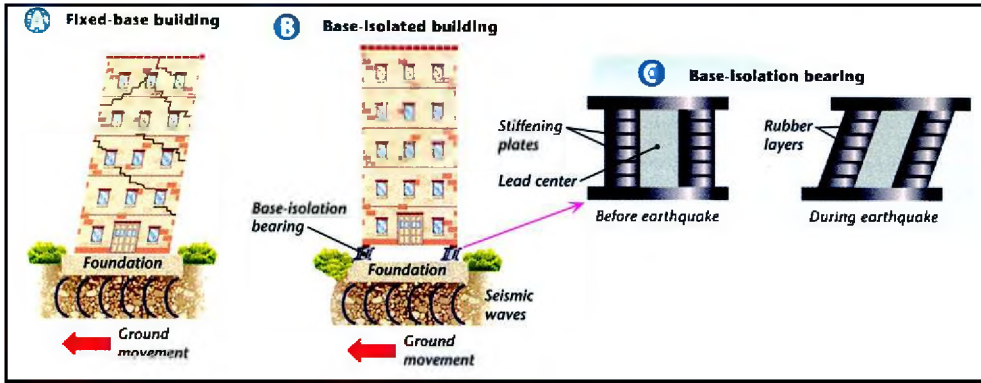 A Fixed-base building
Foundation
Ground
movement
B Base-isolated building
Base-isolation
bearing
Foundation
Seismic
waves
Ground
movement
C Base-isolation bearing
Stiffening
plates
Lead center
Before earthquake
Rubber
layers
During earthquake